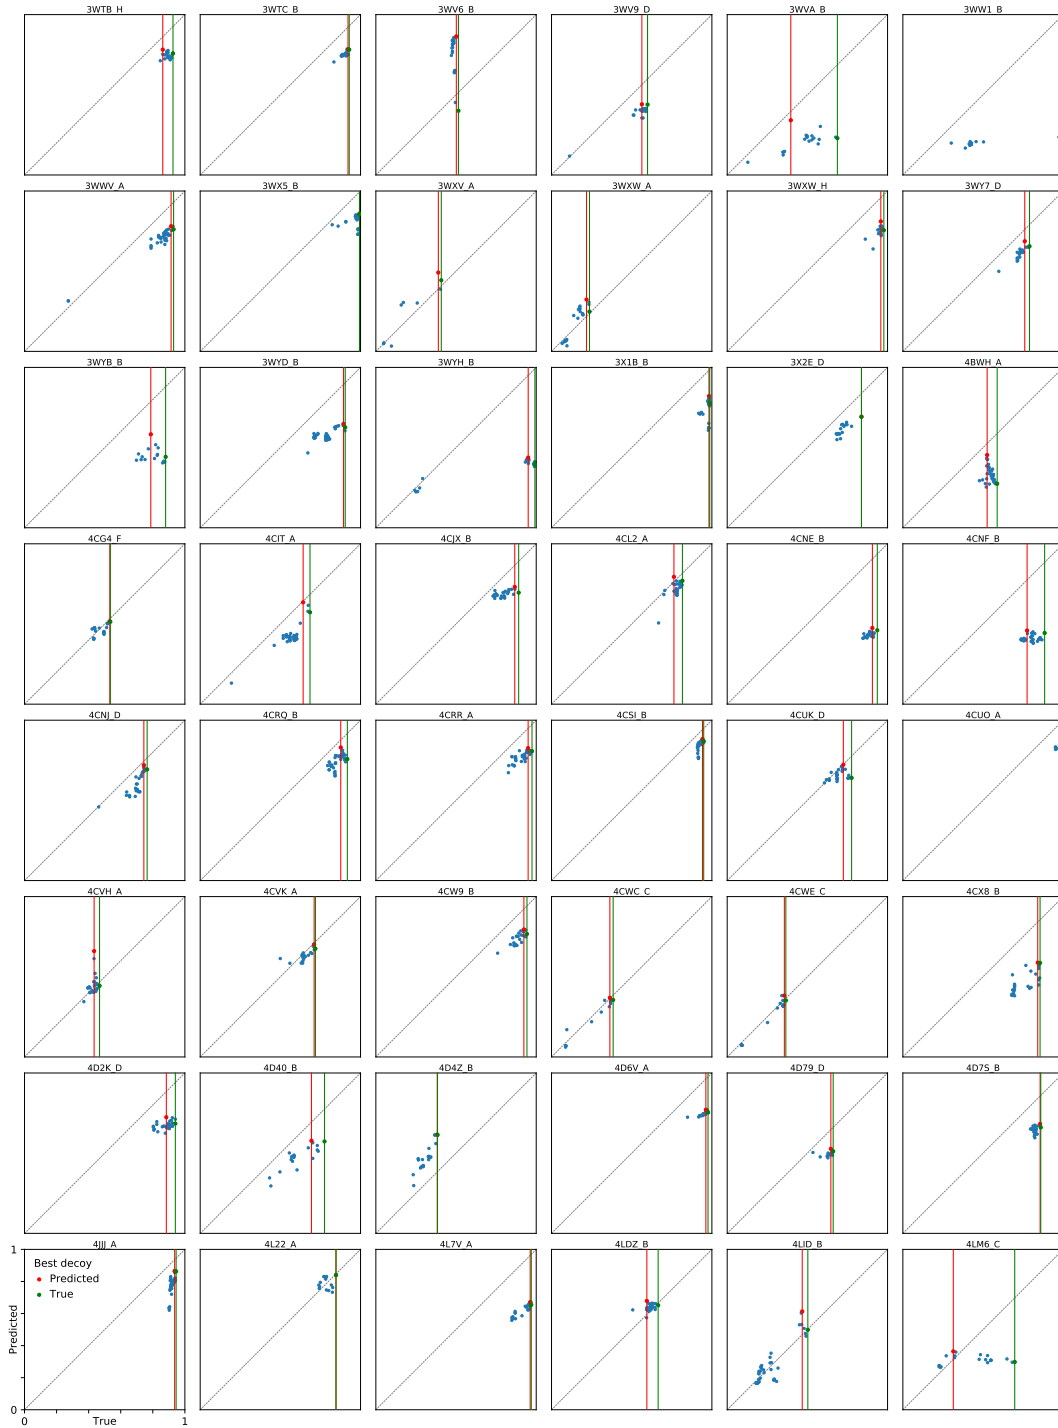 3WTB_H 3WTC_B 3WV6_B 3WV9_D 3WVA_B 3WW1_B
3WWV_A 3WX5_B 3WXV_A 3WXW_A 3WXW_H 3WY7_D
3WYB_B 3WYD_B 3WYH_B 3X1B_B 3X2E_D 4BWH_A
4CG4_F 4CIT_A 4CJX_B 4CL2_A 4CNE_B 4CNF_B
4CNJ_D 4CRQ_B 4CRR_A 4CSI_B 4CUK_D 4CUO_A
4CVH_A 4CVK_A 4CW9_B 4CWC_C 4CWE_C 4CX8_B
4D2K_D 4D40_B 4D4Z_B 4D6V_A 4D79_D 4D7S_B
4JJJ_A 4L22_A 4L7V_A 4LDZ_B 4LID_B 4LM6_C
1
Best decoy
Predicted
True
Predicted
0
0 True 1